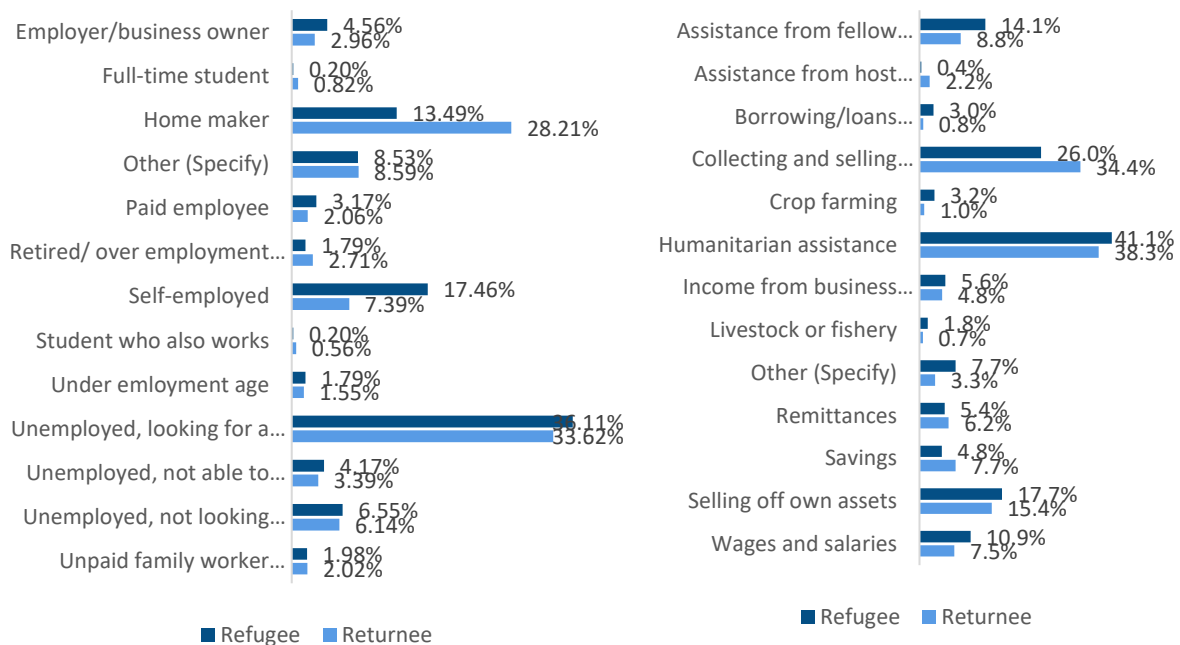 Employer/business owner
4.56%
2.96%
Full-time student
0.20%
0.82%
Home maker
13.49%
28.21%
Other (Specify)
8.53%
8.59%
Paid employee
3.17%
2.06%
Retired/ over employment...
1.79%
2.71%
Self-employed
17.46%
7.39%
Student who also works
0.20%
0.56%
Under emloyment age
1.79%
1.55%
Unemployed, looking for a...
36.11%
33.62%
Unemployed, not able to...
4.17%
3.39%
Unemployed, not looking...
6.55%
6.14%
Unpaid family worker...
1.98%
2.02%
Refugee Returnee
Assistance from fellow...
14.1%
8.8%
Assistance from host...
0.4%
2.2%
Borrowing/loans...
3.0%
0.8%
Collecting and selling...
26.0%
34.4%
Crop farming
3.2%
1.0%
Humanitarian assistance
41.1%
38.3%
Income from business...
5.6%
4.8%
Livestock or fishery
1.8%
0.7%
Other (Specify)
7.7%
3.3%
Remittances
5.4%
6.2%
Savings
4.8%
7.7%
Selling off own assets
17.7%
15.4%
Wages and salaries
10.9%
7.5%
Refugee Returnee